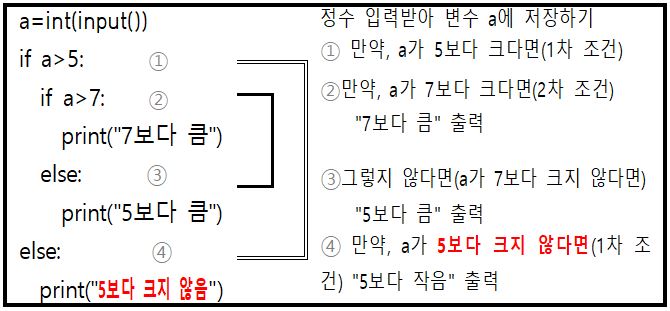 a=int(input())
if a>5: ①
if a>7: ②
print("7보다 큼")
else: ③
print("5보다 큼")
else: ④
print("5보다 크지 않음")
정수 입력받아 변수 a에 저장하기
① 만약, a가 5보다 크다면(1차 조건)
②만약, a가 7보다 크다면(2차 조건)
"7보다 큼" 출력
③그렇지 않다면(a가 7보다 크지 않다면)
"5보다 큼" 출력
④ 만약, a가 5보다 크지 않다면(1차 조
건) "5보다 작음" 출력